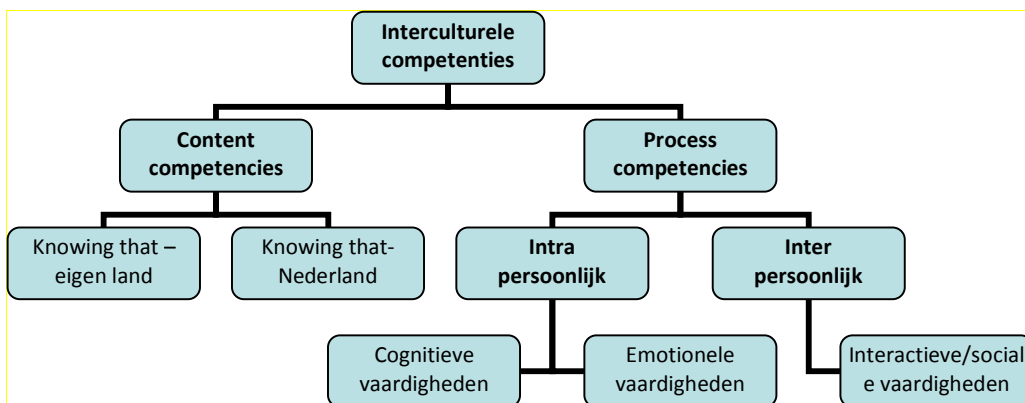 Interculturele
competenties
Content
competencies
Process
competencies
Knowing that –
eigen land
Knowing that-
Nederland
Intra
persoonlijk
Inter
persoonlijk
Cognitieve
vaardigheden
Emotionele
vaardigheden
Interactieve/social
e vaardigheden